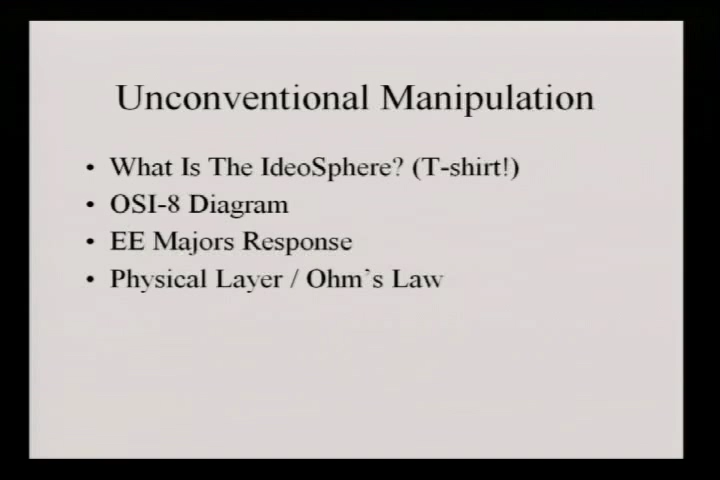 Unconventional Manipulation
• What Is The IdeoSphere? (T-shirt!)
• OSI-8 Diagram
• EE Majors Response
• Physical Layer / Ohm's Law